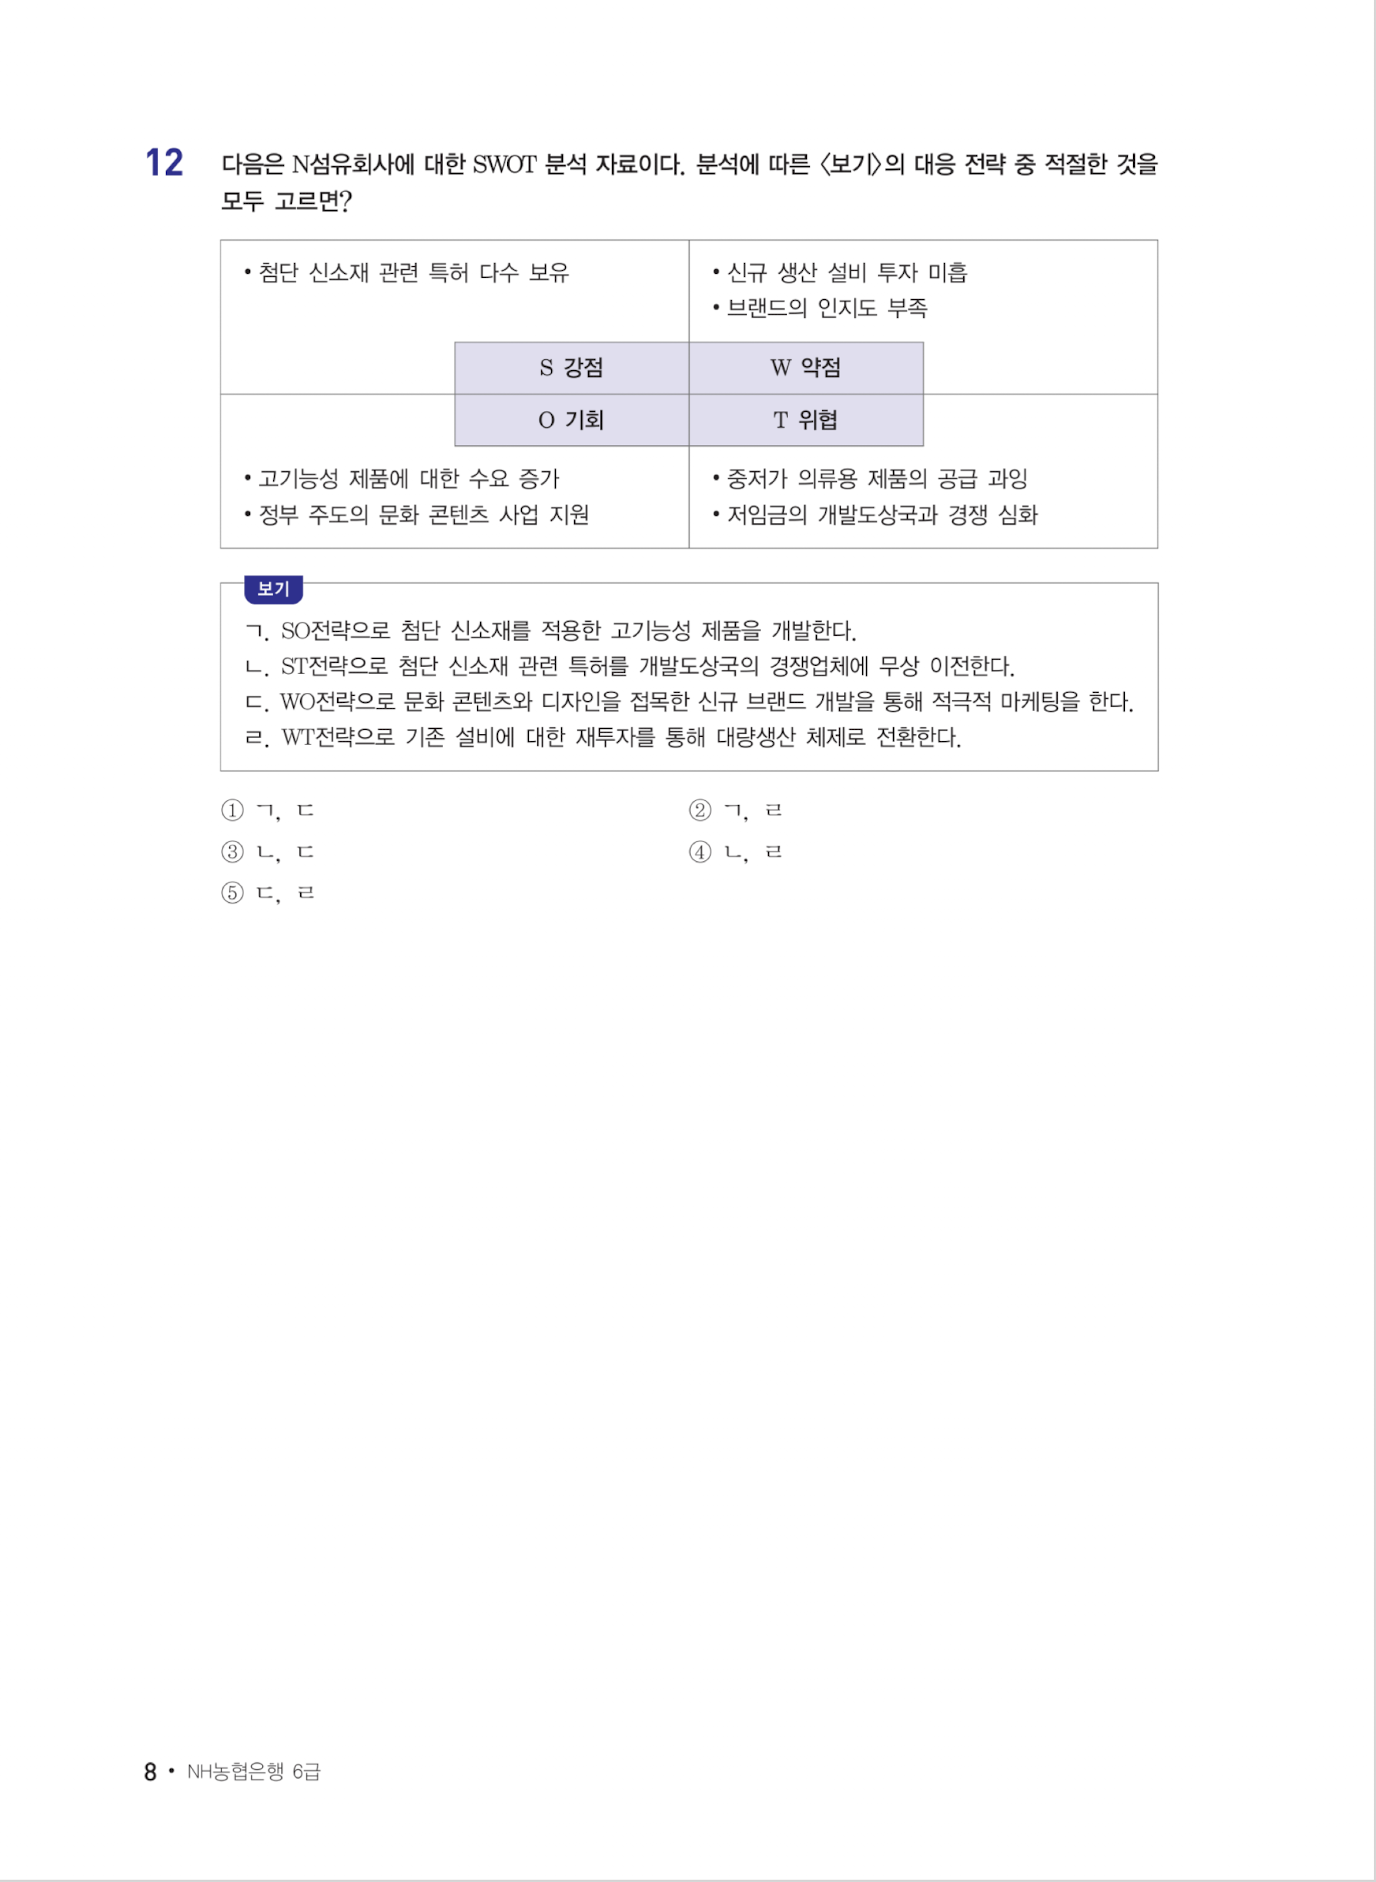 12 다음은 N섬유회사에 대한 SWOT 분석 자료이다. 분석에 따른 〈보기〉의 대응 전략 중 적절한 것을
모두 고르면?
• 첨단 신소재 관련 특허 다수 보유
• 신규 생산 설비 투자 미흡
• 브랜드의 인지도 부족
S 강점
W 약점
O 기회
T 위협
• 고기능성 제품에 대한 수요 증가
• 정부 주도의 문화 콘텐츠 사업 지원
• 중저가 의류용 제품의 공급 과잉
• 저임금의 개발도상국과 경쟁 심화
보기
ㄱ. SO전략으로 첨단 신소재를 적용한 고기능성 제품을 개발한다.
ㄴ. ST전략으로 첨단 신소재 관련 특허를 개발도상국의 경쟁업체에 무상 이전한다.
ㄷ. WO전략으로 문화 콘텐츠와 디자인을 접목한 신규 브랜드 개발을 통해 적극적 마케팅을 한다.
ㄹ. WT전략으로 기존 설비에 대한 재투자를 통해 대량생산 체제로 전환한다.
① ㄱ, ㄷ
② ㄱ, ㄹ
③ ㄴ, ㄷ
④ ㄴ, ㄹ
⑤ ㄷ, ㄹ
8 • NH농협은행 6급